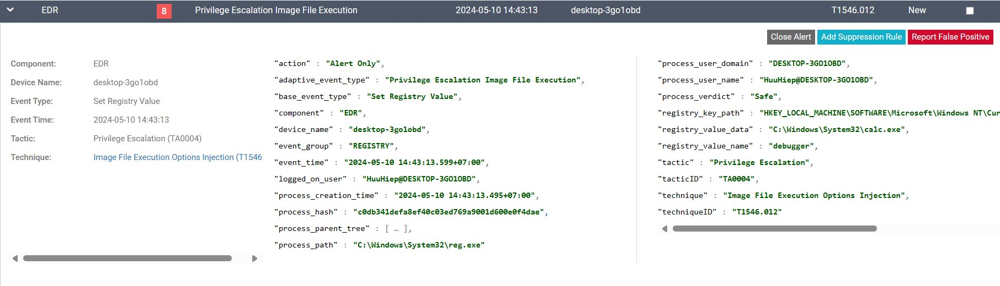 EDR 8 Privilege Escalation Image File Execution 2024-05-10 14:43:13 desktop-3go1obd T1546.012 New
Close Alert Add Suppression Rule Report False Positive
Component: EDR
Device Name: desktop-3go1obd
Event Type: Set Registry Value
Event Time: 2024-05-10 14:43:13
Tactic: Privilege Escalation (TA0004)
Technique: Image File Execution Options Injection (T1546
"action" : "Alert Only",
"adaptive_event_type" : "Privilege Escalation Image File Execution",
"base_event_type" : "Set Registry Value",
"component" : "EDR",
"device_name" : "desktop-3go1obd",
"event_group" : "REGISTRY",
"event_time" : "2024-05-10 14:43:13.599+07:00",
"logged_on_user" : "HuuHiep@DESKTOP-3GO1OBD",
"process_creation_time" : "2024-05-10 14:43:13.495+07:00",
"process_hash" : "c0db341defa8ef40c03ed769a9001d600e0f4dae",
"process_parent_tree" : [ … ],
"process_path" : "C:\Windows\System32\reg.exe"
"process_user_domain" : "DESKTOP-3GO1OBD",
"process_user_name" : "HuuHiep@DESKTOP-3GO1OBD",
"process_verdict" : "Safe",
"registry_key_path" : "HKEY_LOCAL_MACHINE\SOFTWARE\Microsoft\Windows NT\Cur
"registry_value_data" : "C:\Windows\System32\calc.exe",
"registry_value_name" : "debugger",
"tactic" : "Privilege Escalation",
"tacticID" : "TA0004",
"technique" : "Image File Execution Options Injection",
"techniqueID" : "T1546.012"